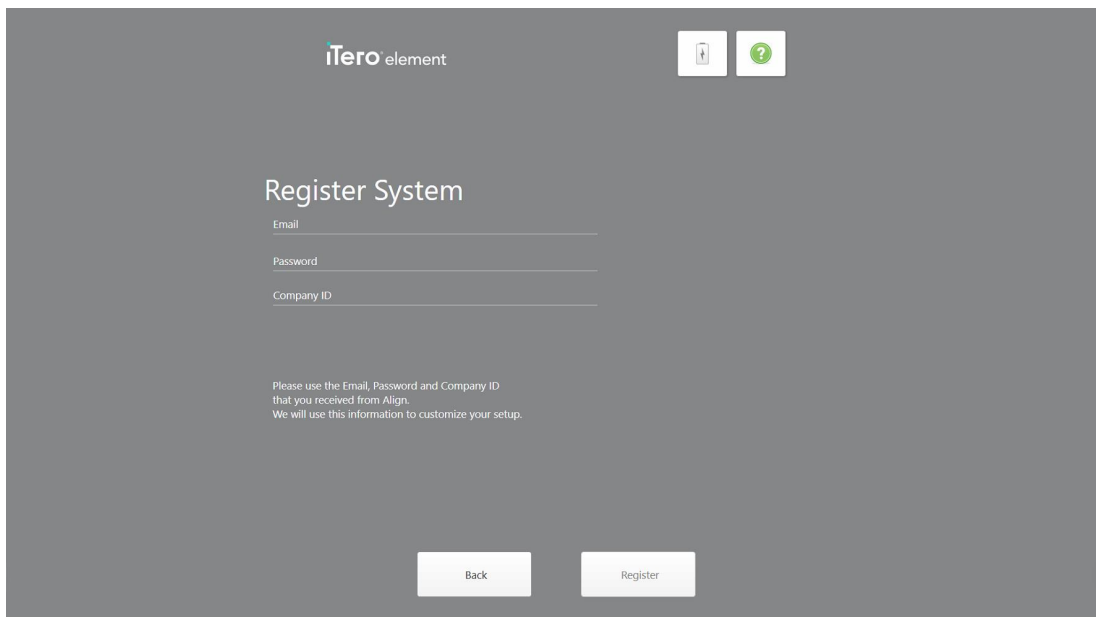 iTero element
?
Register System
Email
Password
Company ID
Please use the Email, Password and Company ID
that you received from Align.
We will use this information to customize your setup.
Back
Register